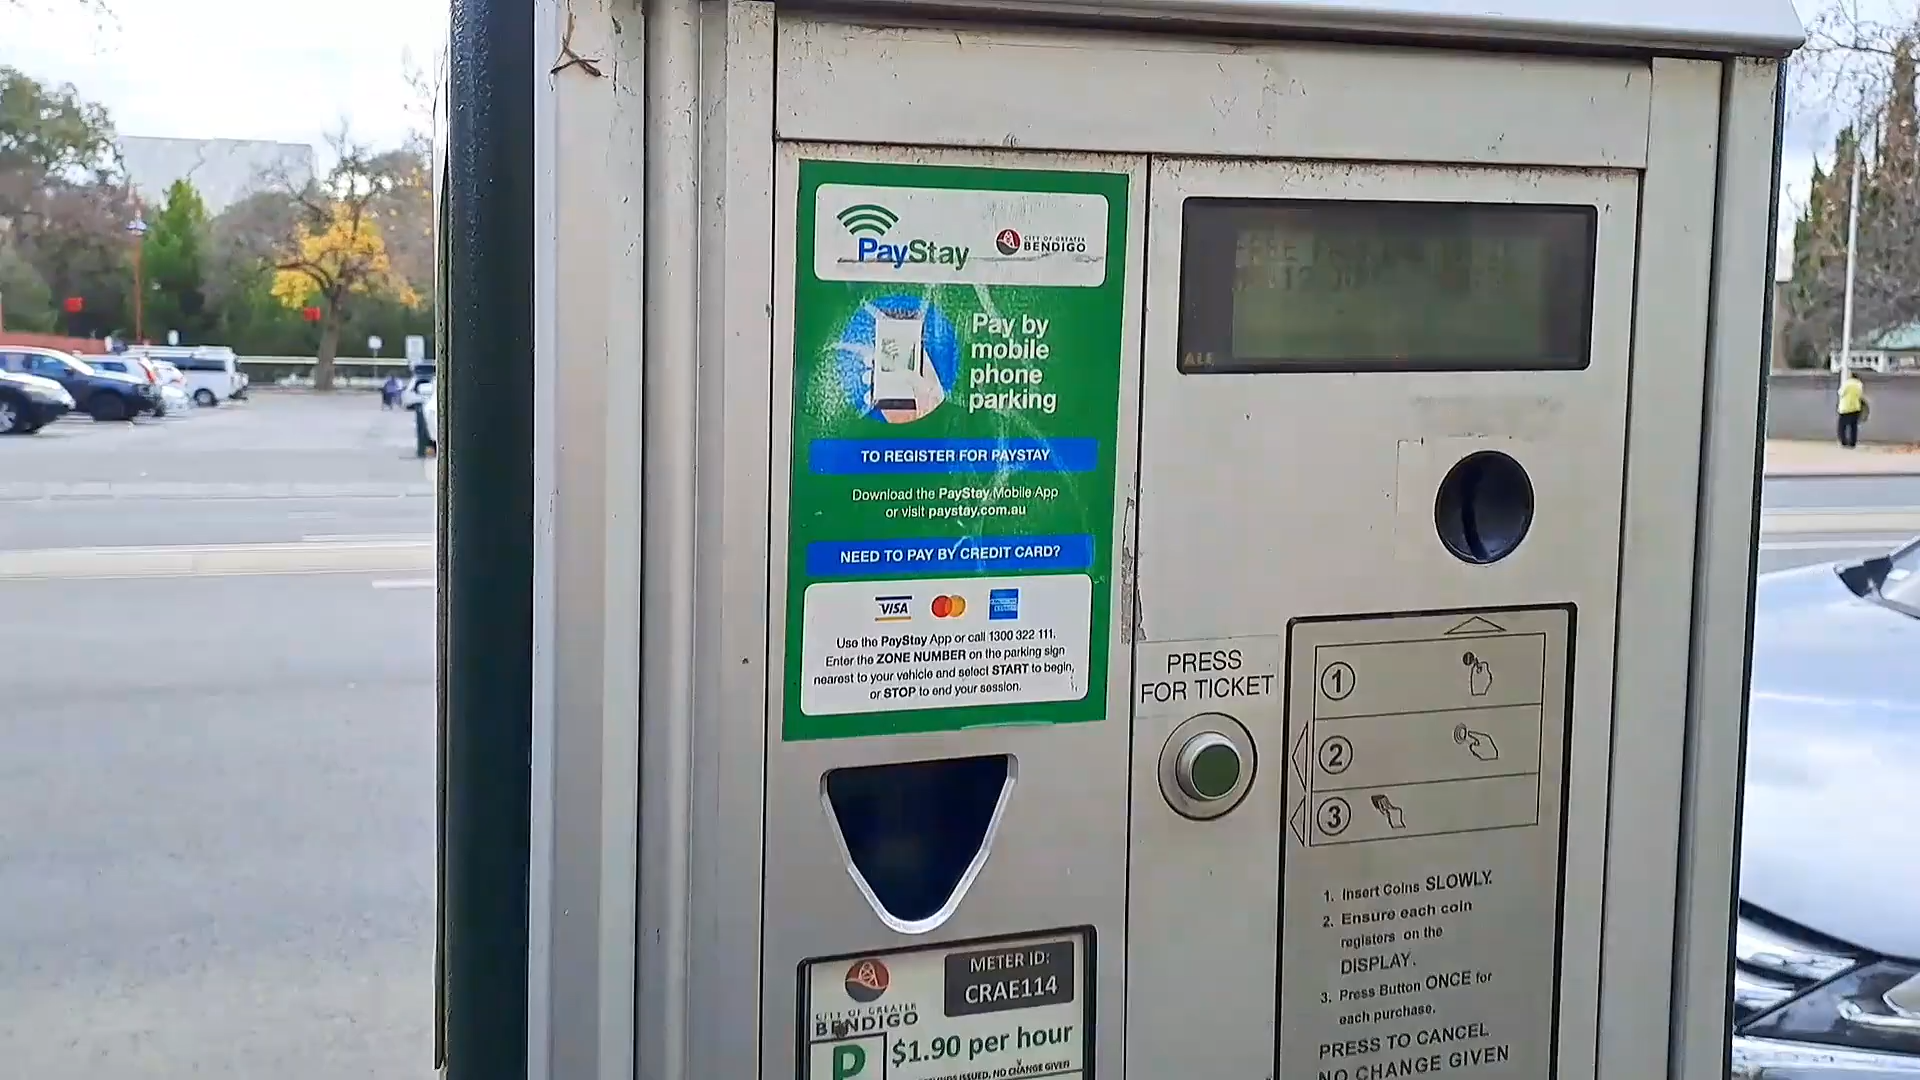 PayStay
CITY OF GREATER
BENDIGO
Pay by
mobile
phone
parking
TO REGISTER FOR PAYSTAY
Download the PayStay Mobile App
or visit paystay.com.au
NEED TO PAY BY CREDIT CARD?
VISA
Use the PayStay App or call 1300 322 111.
Enter the ZONE NUMBER on the parking sign
nearest to your vehicle and select START to begin,
or STOP to end your session.
PRESS
FOR TICKET
1
2
3
1. Insert Coins SLOWLY.
2. Ensure each coin
registers on the
DISPLAY.
3. Press Button ONCE for
each purchase.
PRESS TO CANCEL
NO CHANGE GIVEN
CITY OF GREATER
BENDIGO
METER ID:
CRAE114
P
$1.90 per hour
ISSUED, NO CHANGE GIVEN